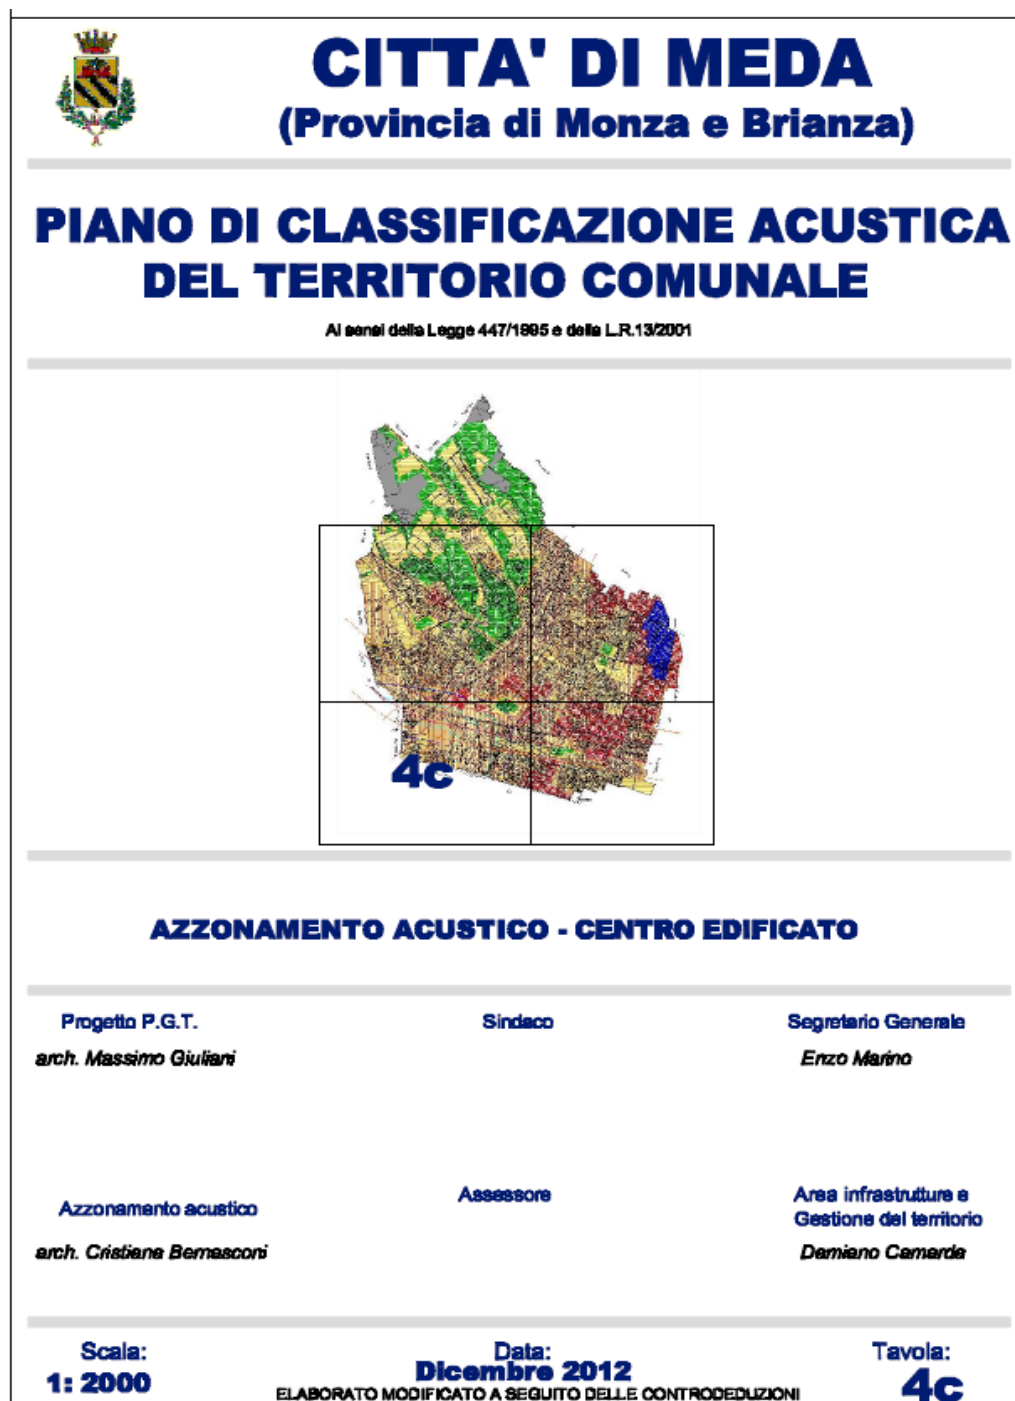 CITTA' DI MEDA
(Provincia di Monza e Brianza)
PIANO DI CLASSIFICAZIONE ACUSTICA
DEL TERRITORIO COMUNALE
Ai sensi della Legge 447/1995 e della L.R.13/2001
4c
AZZONAMENTO ACUSTICO - CENTRO EDIFICATO
Progetto P.G.T.
Sindaco
Segretario Generale
arch. Massimo Giuliani
Enzo Marino
Azzonamento acustico
Assessore
Area infrastrutture e
Gestione del territorio
arch. Cristiana Bernasconi
Damiano Camarda
Scala:
Data:
Tavola:
1: 2000
Dicembre 2012
4c
ELABORATO MODIFICATO A SEGUITO DELLE CONTRODEDUZIONI